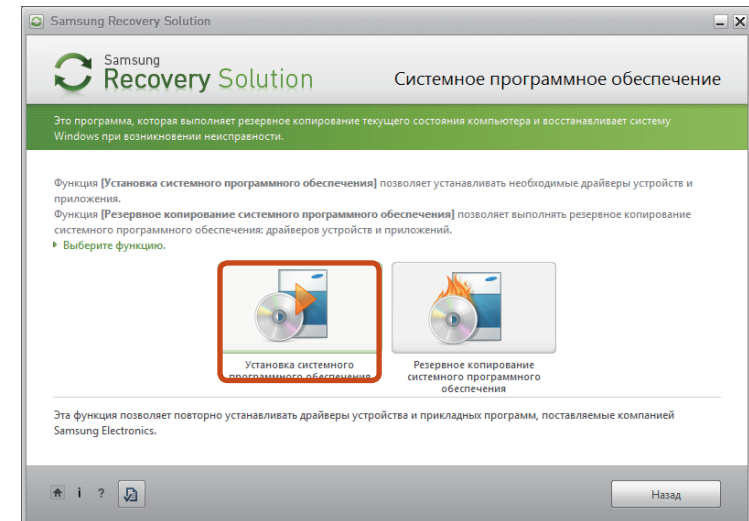 Samsung Recovery Solution
Samsung
Recovery Solution
Системное программное обеспечение
Это программа, которая выполняет резервное копирование текущего состояния компьютера и восстанавливает систему
Windows при возникновении неисправности.
Функция [Установка системного программного обеспечения] позволяет устанавливать необходимые драйверы устройств и
приложения.
Функция [Резервное копирование системного программного обеспечения] позволяет выполнять резервное копирование
системного программного обеспечения: драйверов устройств и приложений.
Выберите функцию.
Установка системного
программного обеспечения
Резервное копирование
системного программного
обеспечения
Эта функция позволяет повторно устанавливать драйверы устройства и прикладных программ, поставляемые компанией
Samsung Electronics.
i ?
Назад